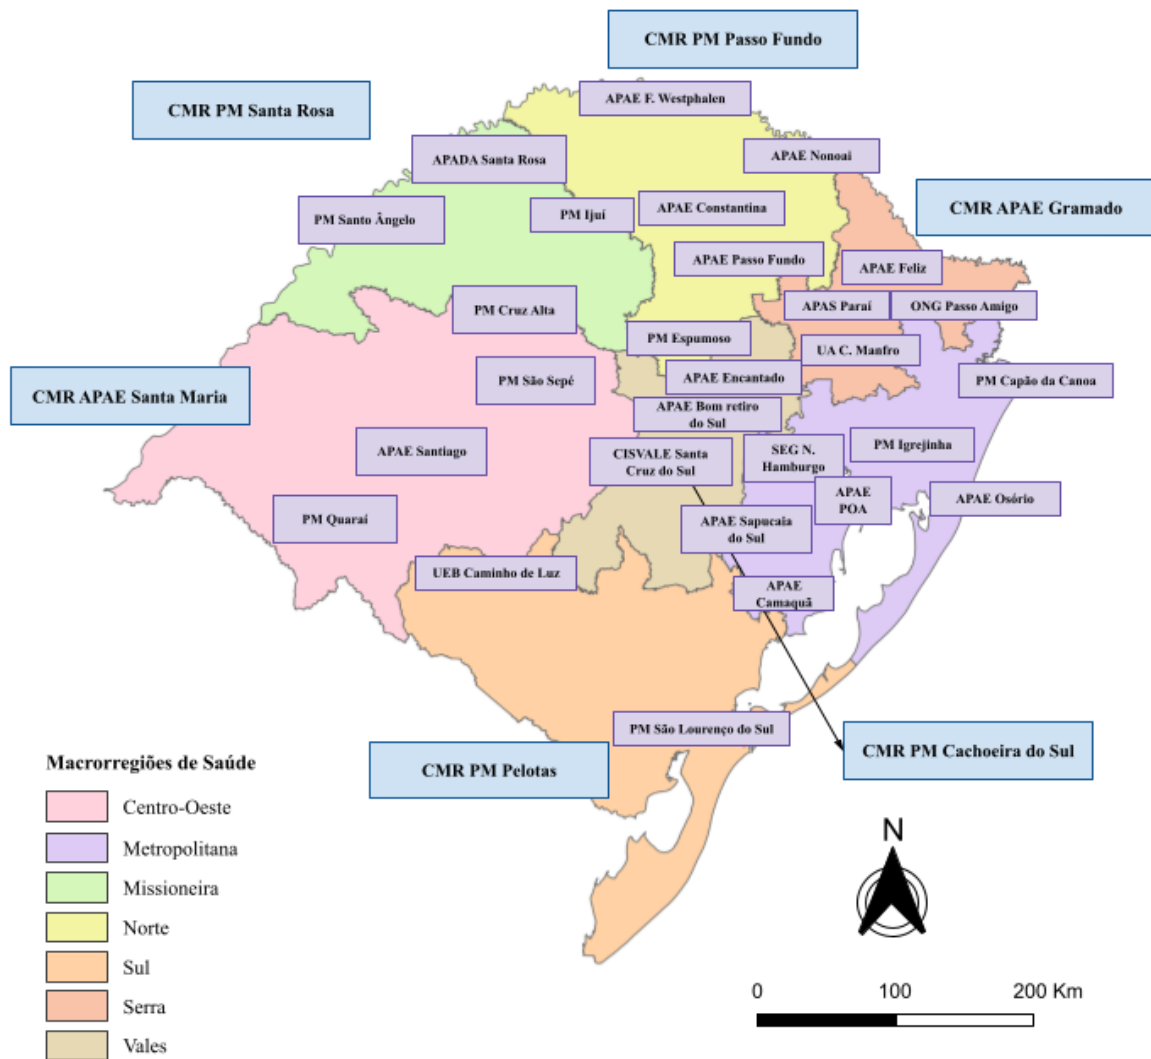 CMR PM Passo Fundo
CMR PM Santa Rosa
APAE F. Westphalen
APADA Santa Rosa
APAE Nonoai
PM Santo Ângelo
PM Ijuí
APAE Constantina
CMR APAE Gramado
APAE Passo Fundo
APAE Feliz
PM Cruz Alta
APAS Paraí
ONG Passo Amigo
PM Espumoso
UA C. Manfro
CMR APAE Santa Maria
PM São Sepé
APAE Encantado
PM Capão da Canoa
APAE Bom retiro
do Sul
APAE Santiago
CISVALE Santa
Cruz do Sul
SEG N.
Hamburgo
PM Igrejinha
PM Quaraí
APAE
POA
APAE Osório
APAE Sapucaia
do Sul
UEB Caminho de Luz
APAE
Camaquã
PM São Lourenço do Sul
CMR PM Pelotas
CMR PM Cachoeira do Sul
Macrorregiões de Saúde
Centro-Oeste
Metropolitana
Missioneira
Norte
Sul
Serra
Vales
N
0 100 200 Km